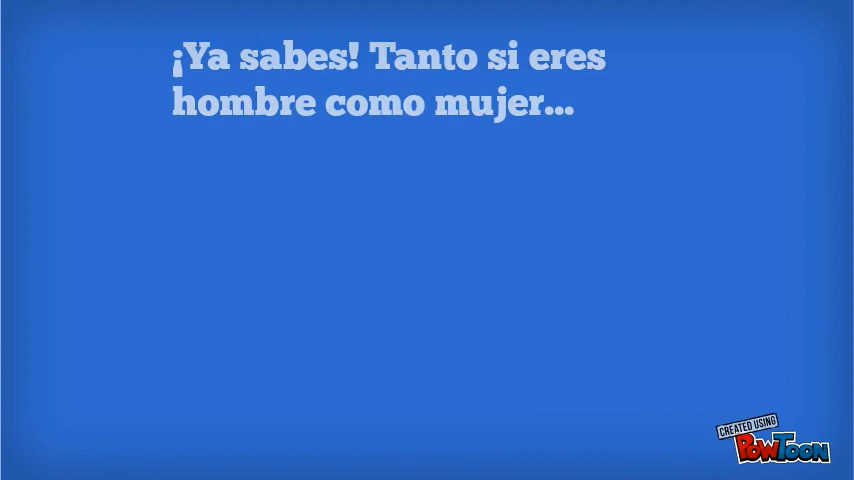 ¡Ya sabes! Tanto si eres
hombre como mujer...
CREATED USING
PowToon